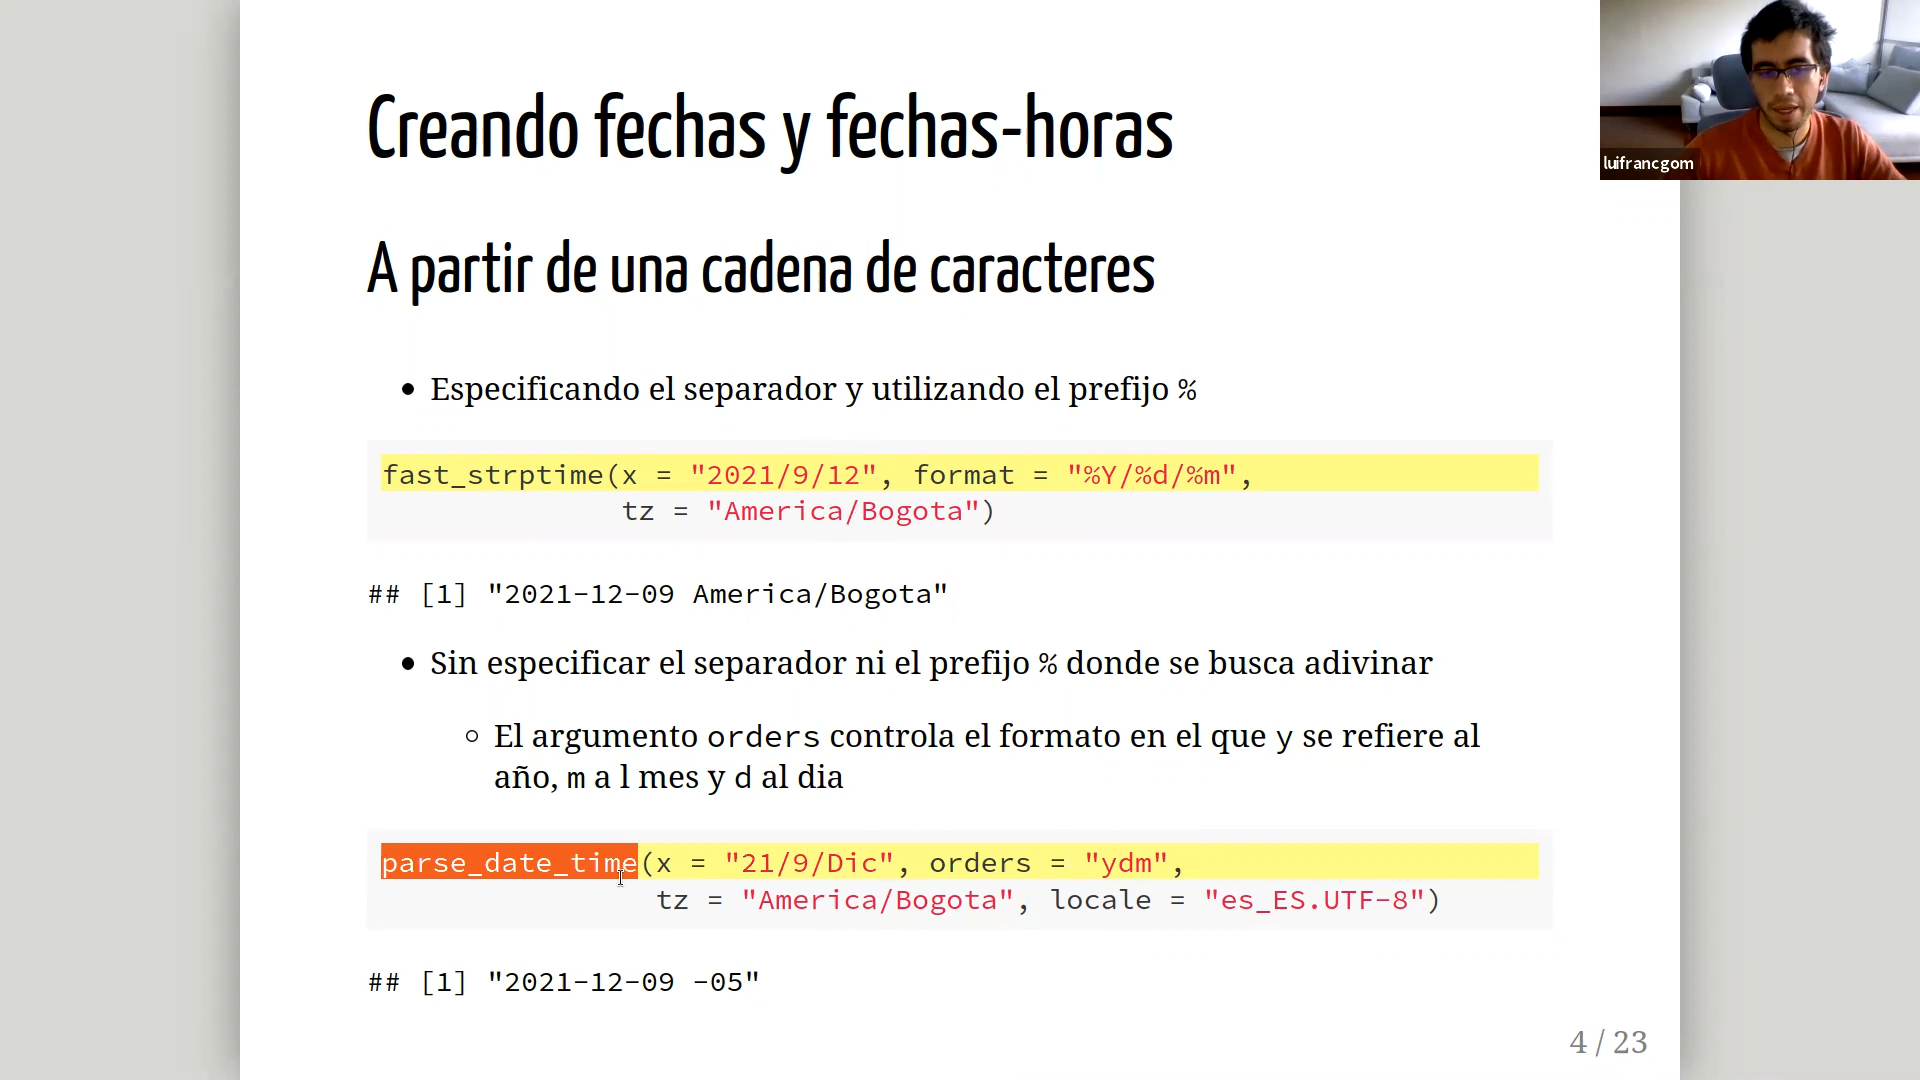 Creando fechas y fechas-horas
luifrancgom
A partir de una cadena de caracteres
• Especificando el separador y utilizando el prefijo %
fast_strptime(x = "2021/9/12", format = "%Y/%d/%m",
tz = "America/Bogota")
## [1] "2021-12-09 America/Bogota"
• Sin especificar el separador ni el prefijo % donde se busca adivinar
○ El argumento orders controla el formato en el que y se refiere al
año, m a l mes y d al dia
parse_date_time(x = "21/9/Dic", orders = "ydm",
tz = "America/Bogota", locale = "es_ES.UTF-8")
## [1] "2021-12-09 -05"
4 / 23